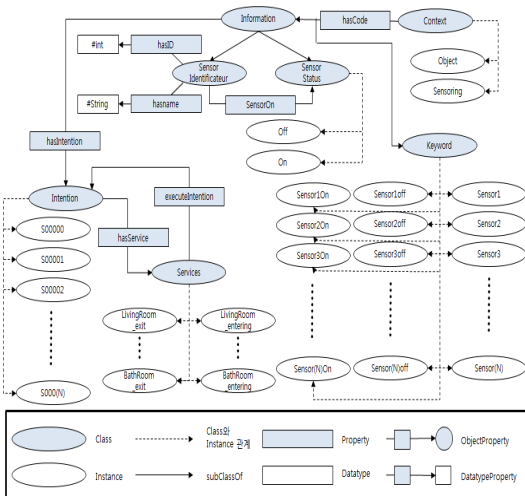 Information
hasCode
Context
#int
hasID
Sensor
Identificateur
Sensor
Status
Object
#String
hasname
SensorOn
Sensoring
Off
hasIntention
On
Keyword
Intention
executeIntention
Sensor1On
Sensor1off
Sensor1
S00000
hasService
Sensor2On
Sensor2off
Sensor2
S00001
Services
Sensor3On
Sensor3off
Sensor3
S00002
LivingRoom
_exit
LivingRoom
_entering
BathRoom
_exit
BathRoom
_entering
Sensor(N)On
Sensor(N)off
Sensor(N)
S000(N)
Class
Class와
Instance 관계
Property
ObjectProperty
Instance
subClassOf
Datatype
DatatypeProperty